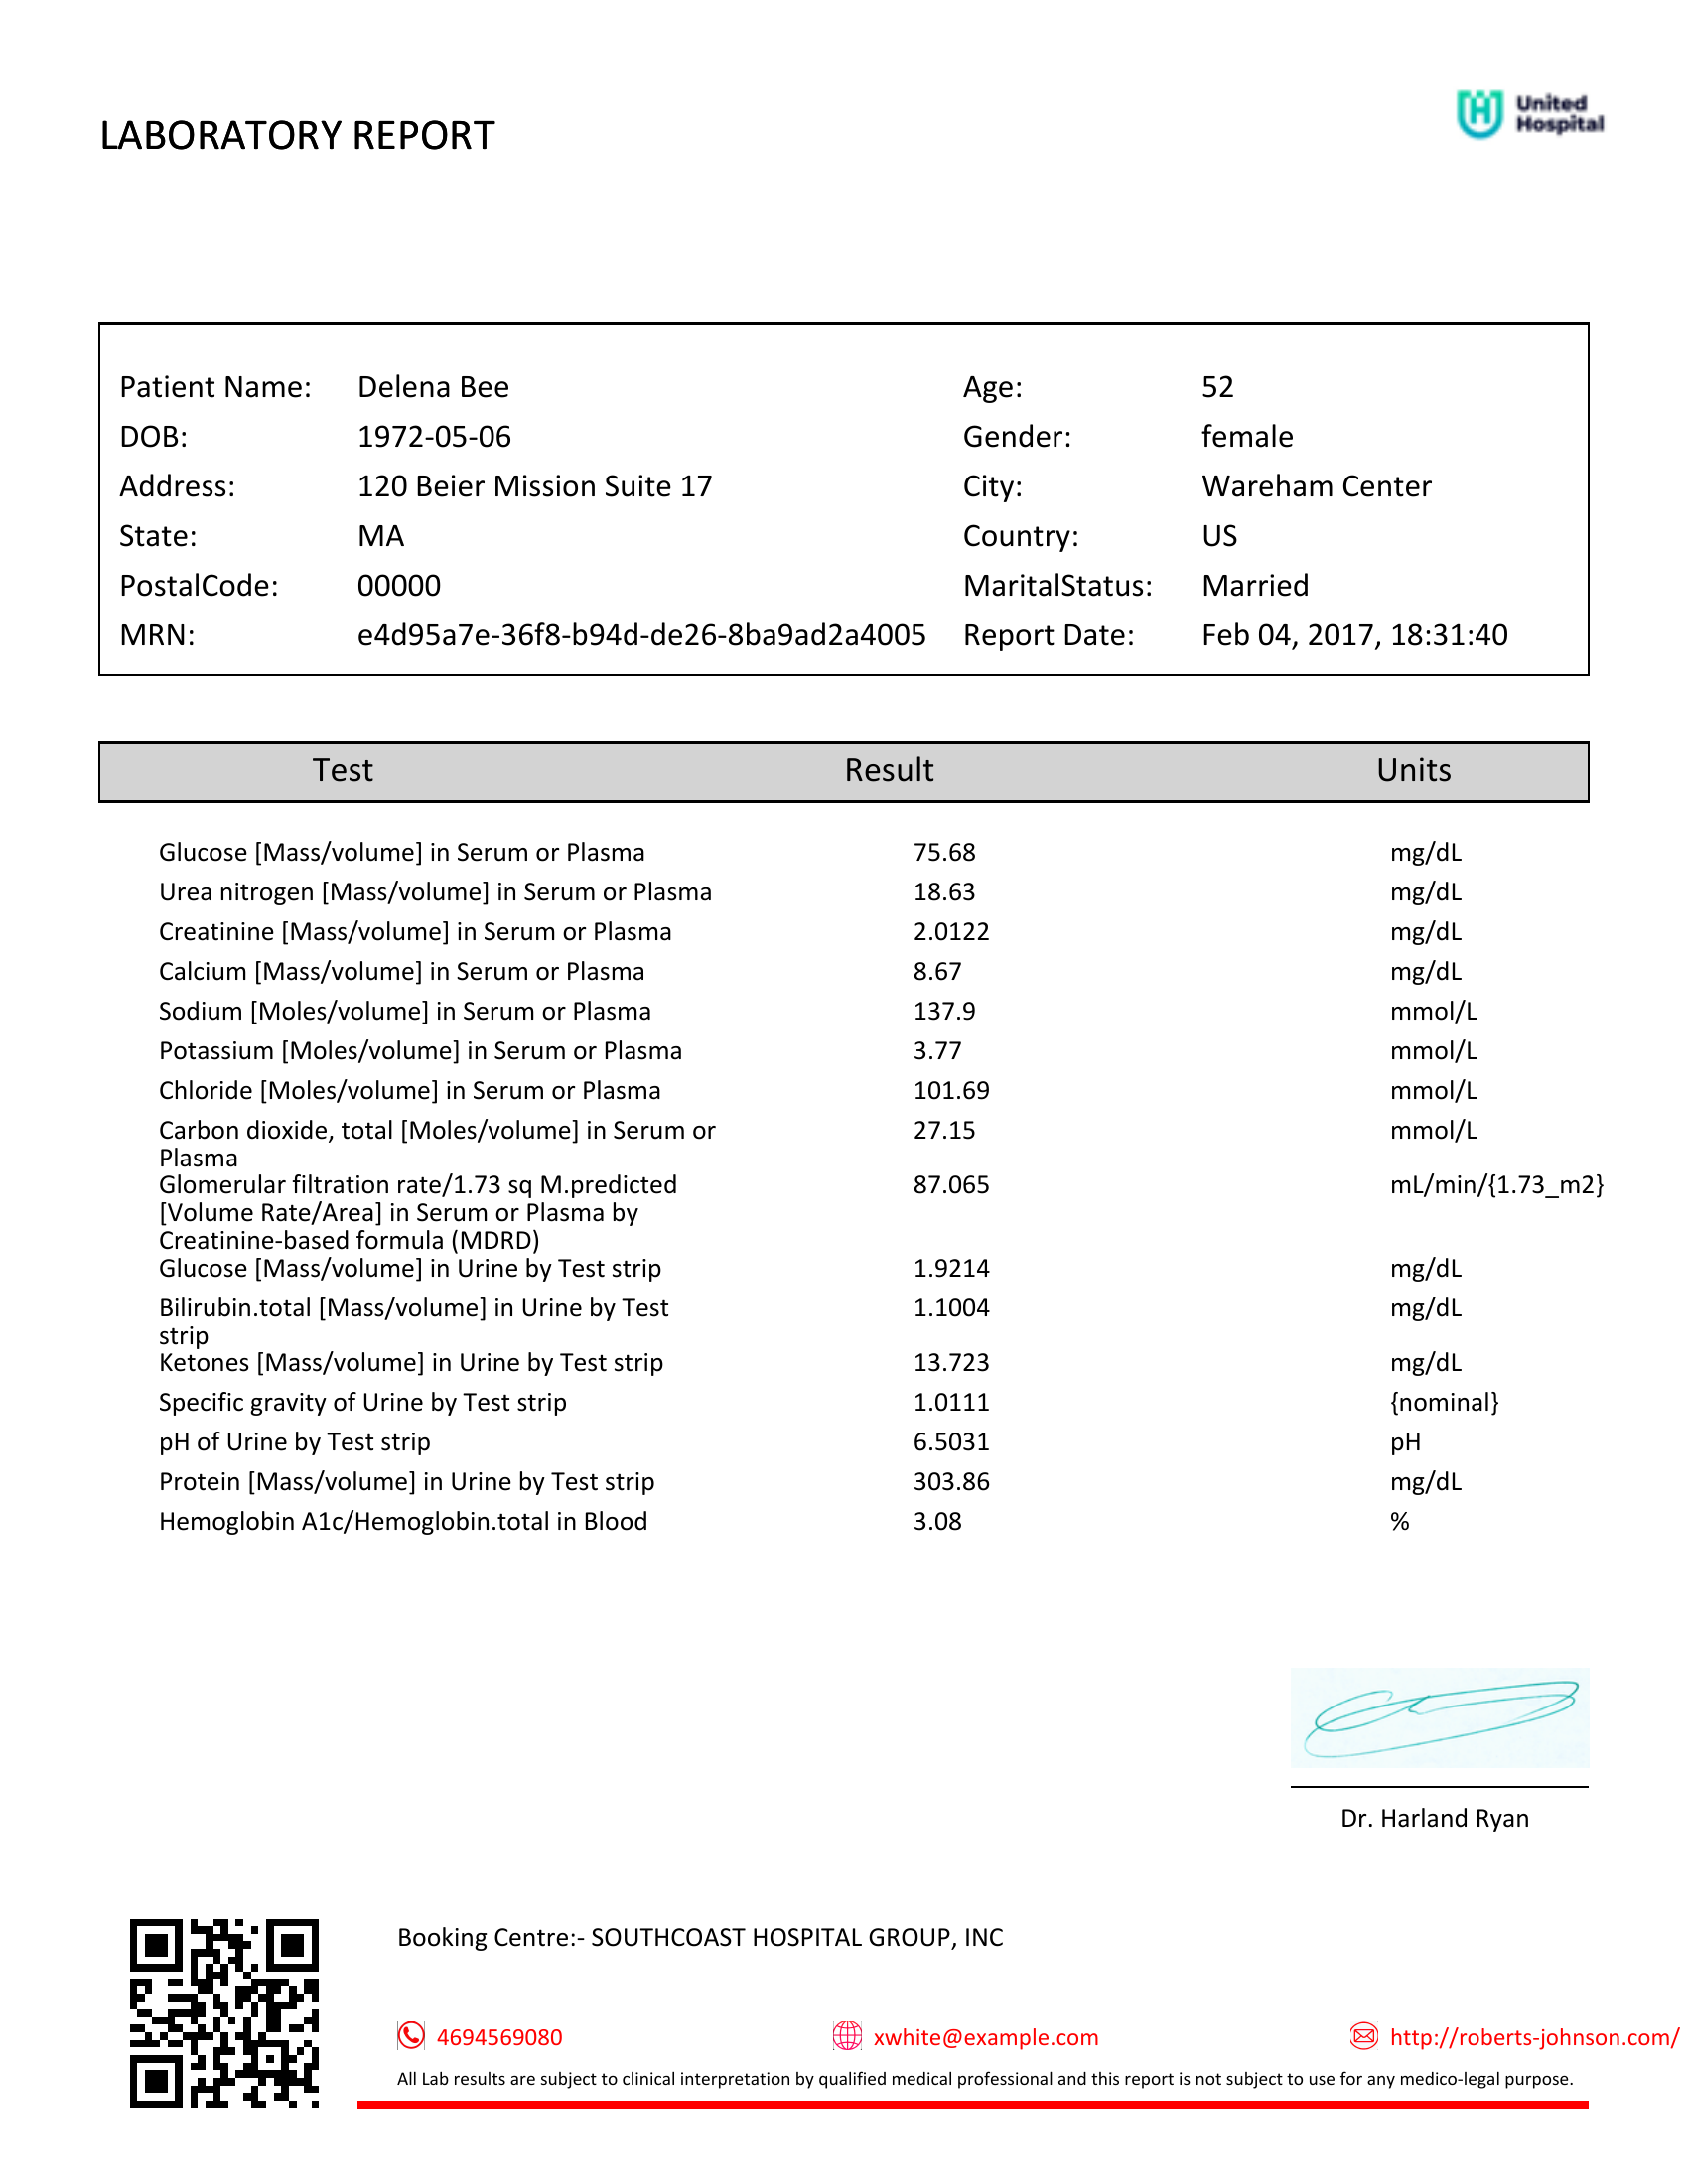 LABORATORY REPORT
United
Hospital
Patient Name: Delena Bee Age: 52
DOB: 1972-05-06 Gender: female
Address: 120 Beier Mission Suite 17 City: Wareham Center
State: MA Country: US
PostalCode: 00000 MaritalStatus: Married
MRN: e4d95a7e-36f8-b94d-de26-8ba9ad2a4005 Report Date: Feb 04, 2017, 18:31:40
Test Result Units
Glucose [Mass/volume] in Serum or Plasma 75.68 mg/dL
Urea nitrogen [Mass/volume] in Serum or Plasma 18.63 mg/dL
Creatinine [Mass/volume] in Serum or Plasma 2.0122 mg/dL
Calcium [Mass/volume] in Serum or Plasma 8.67 mg/dL
Sodium [Moles/volume] in Serum or Plasma 137.9 mmol/L
Potassium [Moles/volume] in Serum or Plasma 3.77 mmol/L
Chloride [Moles/volume] in Serum or Plasma 101.69 mmol/L
Carbon dioxide, total [Moles/volume] in Serum or 27.15 mmol/L
Plasma
Glomerular filtration rate/1.73 sq M.predicted 87.065 mL/min/{1.73_m2}
[Volume Rate/Area] in Serum or Plasma by
Creatinine-based formula (MDRD)
Glucose [Mass/volume] in Urine by Test strip 1.9214 mg/dL
Bilirubin.total [Mass/volume] in Urine by Test 1.1004 mg/dL
strip
Ketones [Mass/volume] in Urine by Test strip 13.723 mg/dL
Specific gravity of Urine by Test strip 1.0111 {nominal}
pH of Urine by Test strip 6.5031 pH
Protein [Mass/volume] in Urine by Test strip 303.86 mg/dL
Hemoglobin A1c/Hemoglobin.total in Blood 3.08 %
Dr. Harland Ryan
Booking Centre:- SOUTHCOAST HOSPITAL GROUP, INC
4694569080 xwhite@example.com http://roberts-johnson.com/
All Lab results are subject to clinical interpretation by qualified medical professional and this report is not subject to use for any medico-legal purpose.